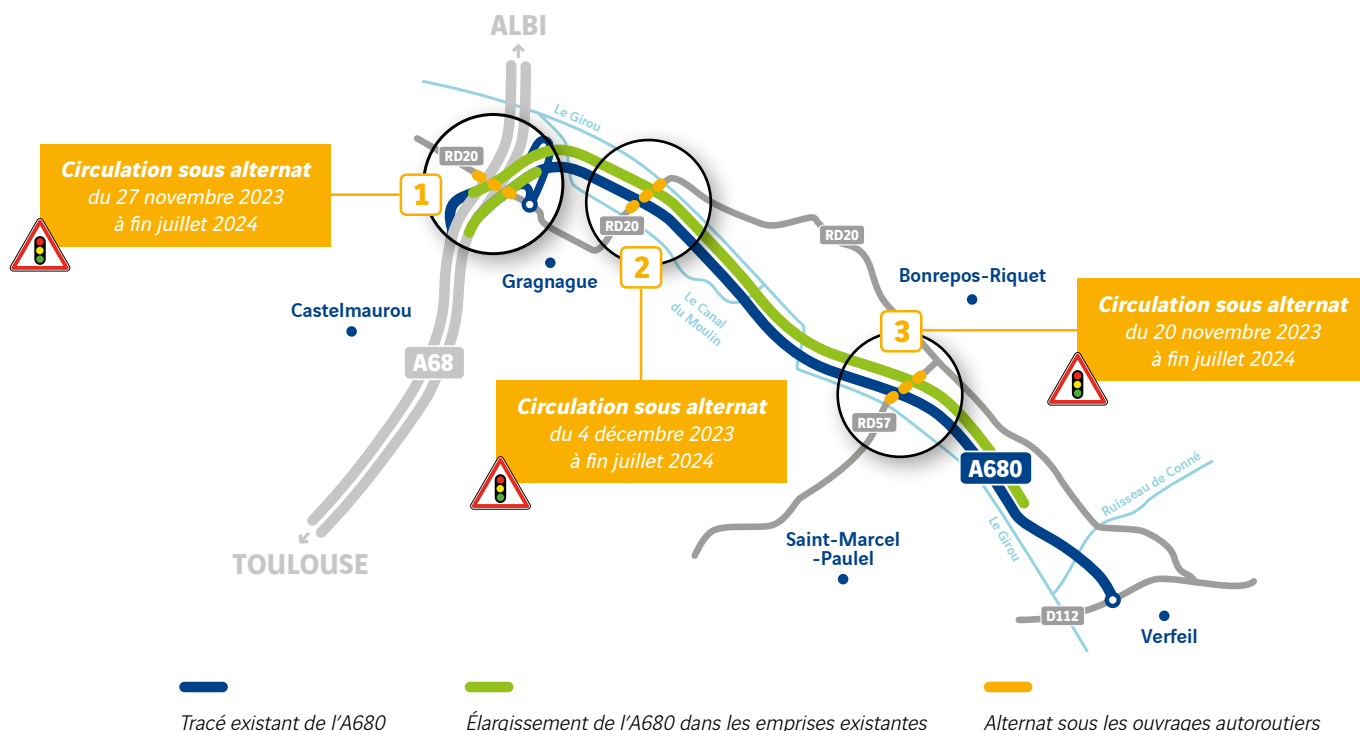 ALBI
Le Girou
RD20
Circulation sous alternat
du 27 novembre 2023
à fin juillet 2024
1
RD20
RD20
2
Gragnague
Bonrepos-Riquet
Castelmaurou
Le Canal
du Moulin
3
Circulation sous alternat
du 20 novembre 2023
à fin juillet 2024
A68
Circulation sous alternat
du 4 décembre 2023
à fin juillet 2024
RD57
A680
Ruisseau de Conné
Le Girou
Saint-Marcel
-Paulel
TOULOUSE
D112
Verfeil
Tracé existant de l'A680
Élargissement de l'A680 dans les emprises existantes
Alternat sous les ouvrages autoroutiers